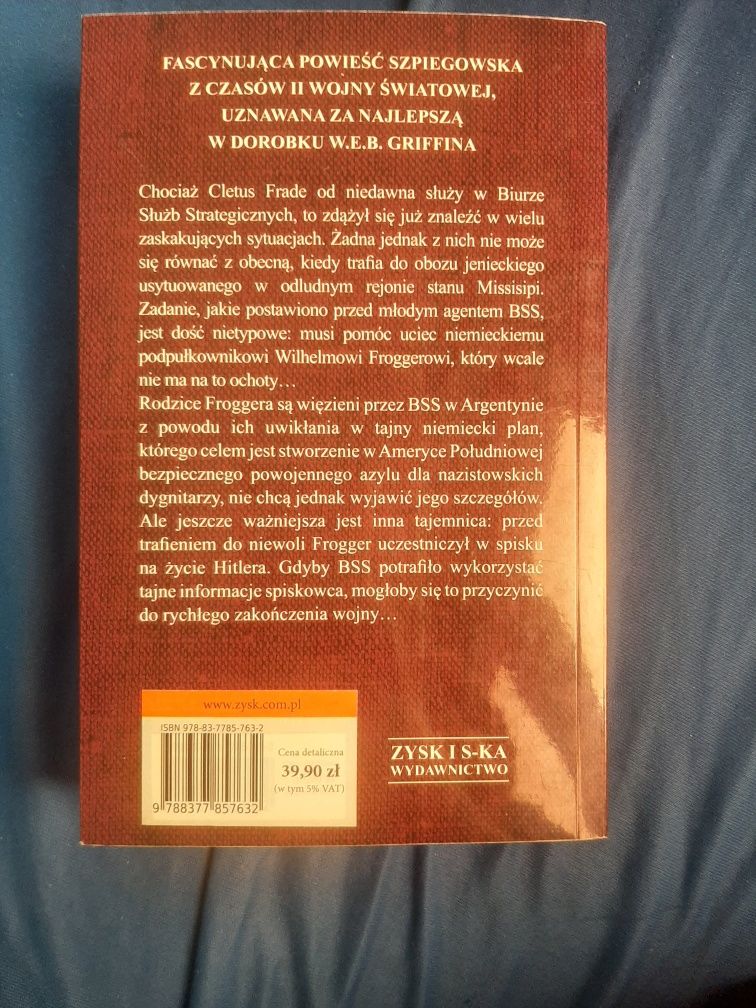 FASCYNUJĄCA POWIEŚĆ SZPIEGOWSKA
Z CZASÓW II WOJNY ŚWIATOWEJ,
UZNAWANA ZA NAJLEPSZĄ
W DOROBKU W.E.B. GRIFFINA
Chociaż Cletus Frade od niedawna służy w Biurze
Służb Strategicznych, to zdążył się już znaleźć w wielu
zaskakujących sytuacjach. Żadna jednak z nich nie może
się równać z obecną, kiedy trafia do obozu jenieckiego
usytuowanego w odludnym rejonie stanu Missisipi.
Zadanie, jakie postawiono przed młodym agentem BSS,
jest dość nietypowe: musi pomóc uciec niemieckiemu
podpułkownikowi Wilhelmowi Froggerowi, który wcale
nie ma na to ochoty…
Rodzice Froggera są więzieni przez BSS w Argentynie
z powodu ich uwikłania w tajny niemiecki plan,
którego celem jest stworzenie w Ameryce Południowej
bezpiecznego powojennego azylu dla nazistowskich
dygnitarzy, nie chcą jednak wyjawić jego szczegółów.
Ale jeszcze ważniejsza jest inna tajemnica: przed
trafieniem do niewoli Frogger uczestniczył w spisku
na życie Hitlera. Gdyby BSS potrafiło wykorzystać
tajne informacje spiskowca, mogłoby się to przyczynić
do rychłego zakończenia wojny…
www.zysk.com.pl
ISBN 978-83-7785-763-2
Cena detaliczna
39,90 zł
(w tym 5% VAT)
9 788377 857632
ZYSK I S-KA
WYDAWNICTWO